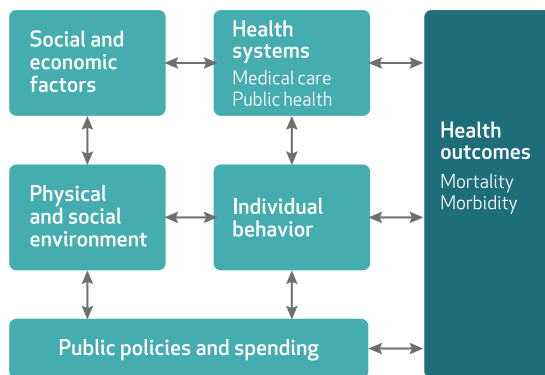 Social and
economic
factors
Health
systems
Medical care
Public health
Health
outcomes
Mortality
Morbidity
Physical
and social
environment
Individual
behavior
Public policies and spending